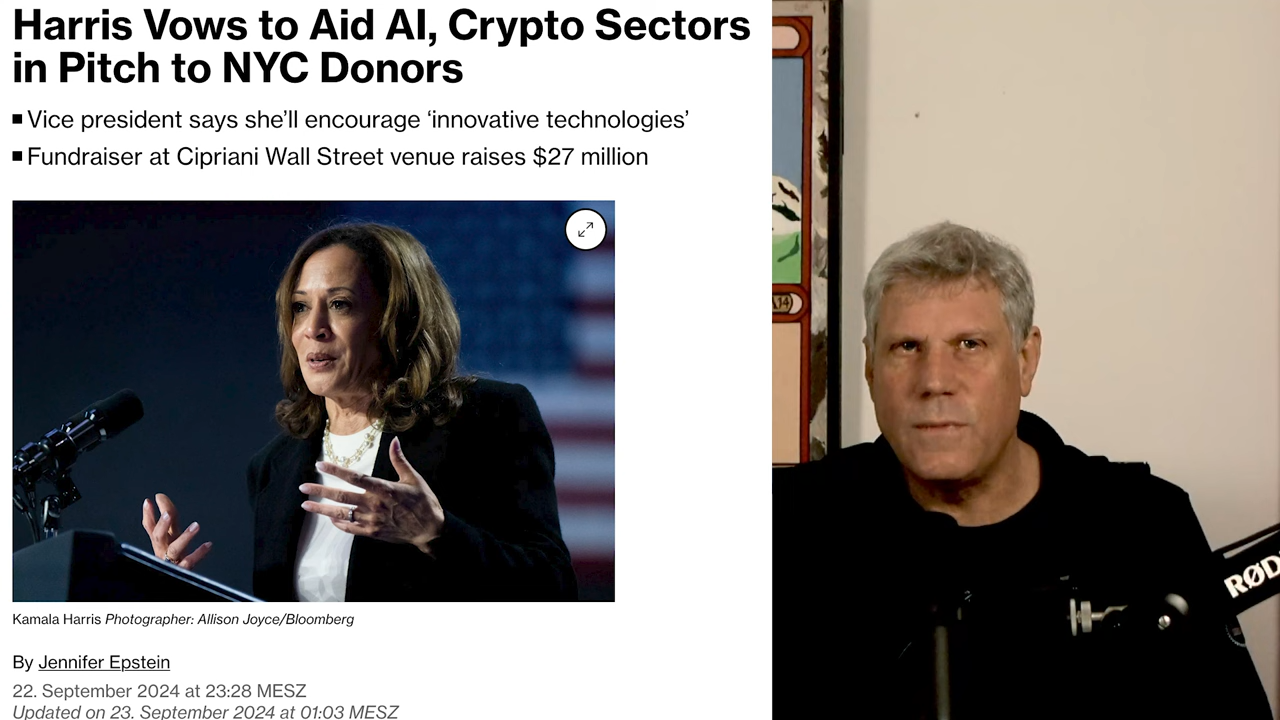 Harris Vows to Aid AI, Crypto Sectors
in Pitch to NYC Donors
■ Vice president says she’ll encourage ‘innovative technologies’
■ Fundraiser at Cipriani Wall Street venue raises $27 million
Kamala Harris Photographer: Allison Joyce/Bloomberg
By Jennifer Epstein
22. September 2024 at 23:28 MESZ
Updated on 23. September 2024 at 01:03 MESZ
A14
RØD